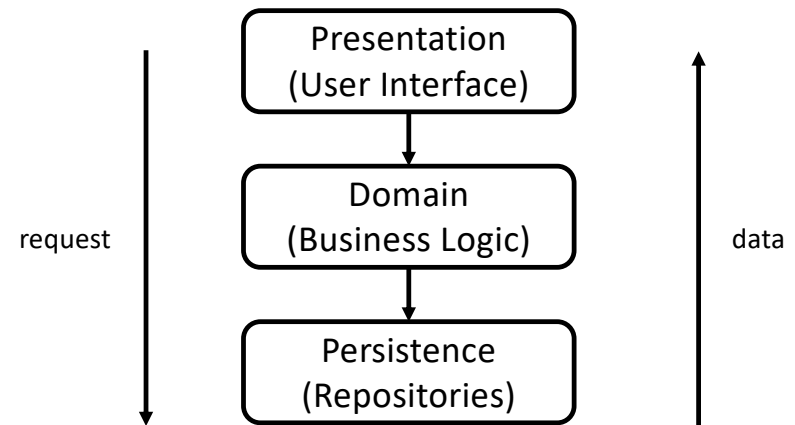 Presentation
(User Interface)
Domain
(Business Logic)
request
data
Persistence
(Repositories)